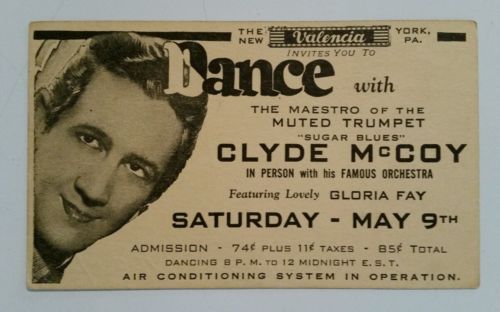 THE NEW Valencia YORK, PA.
INVITES YOU TO
Dance with
THE MAESTRO OF THE
MUTED TRUMPET
"SUGAR BLUES"
CLYDE McCOY
IN PERSON with his FAMOUS ORCHESTRA
Featuring Lovely GLORIA FAY
SATURDAY - MAY 9TH
ADMISSION - 74¢ PLUS 11¢ TAXES - 85¢ TOTAL
DANCING 8 P.M. TO 12 MIDNIGHT E.S.T.
AIR CONDITIONING SYSTEM IN OPERATION.